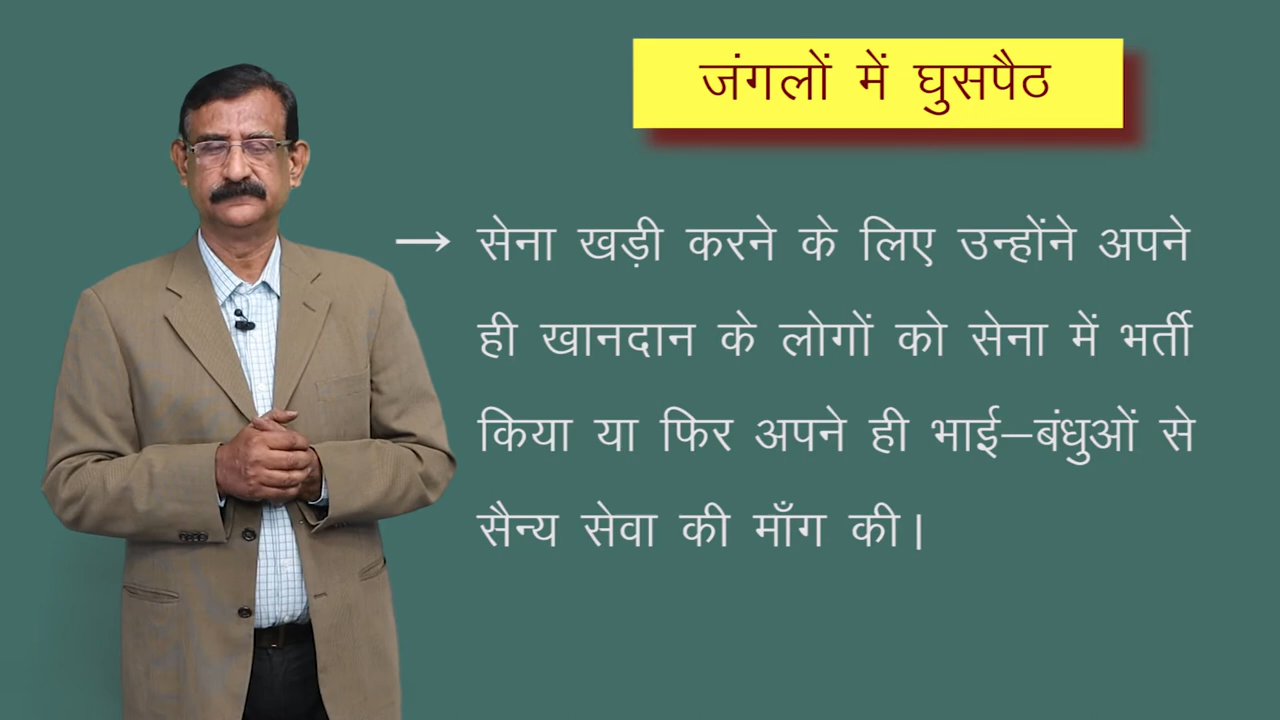 जंगलों में घुसपैठ
→ सेना खड़ी करने के लिए उन्होंने अपने
ही खानदान के लोगों को सेना में भर्ती
किया या फिर अपने ही भाई–बंधुओं से
सैन्य सेवा की माँग की।